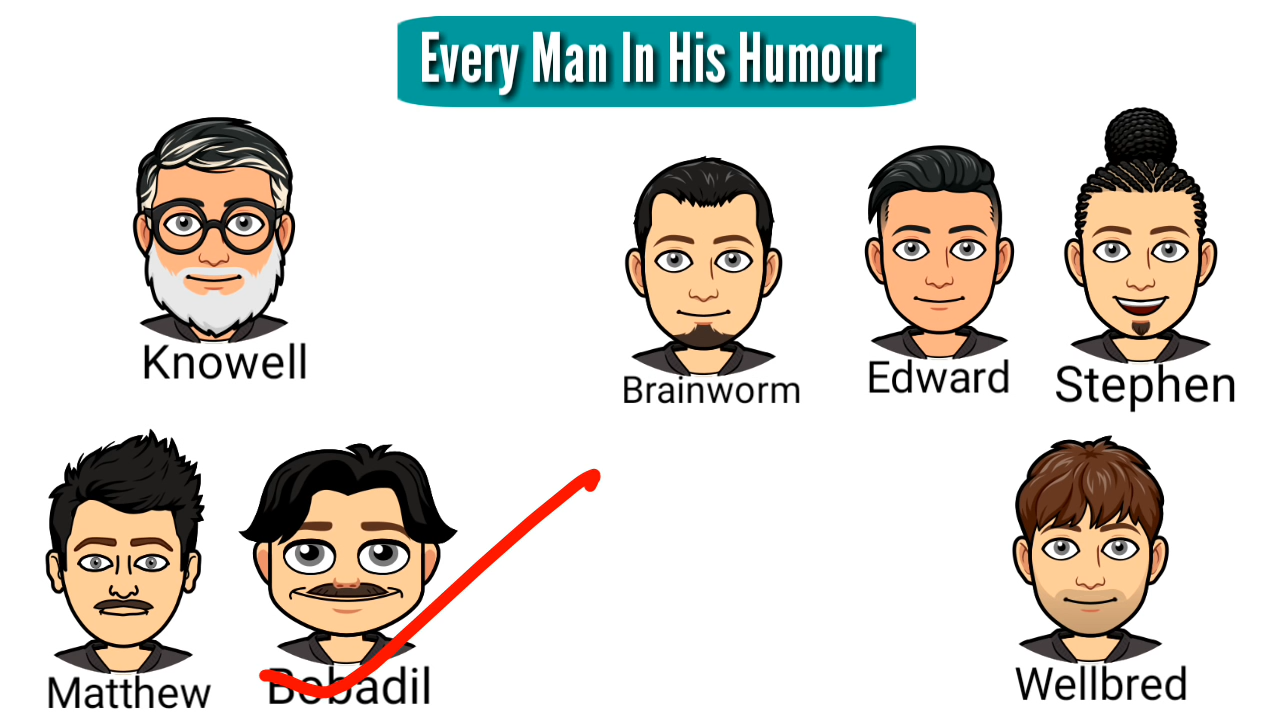 Every Man In His Humour
Knowell
Brainworm
Edward
Stephen
Matthew
Bobadil
Wellbred